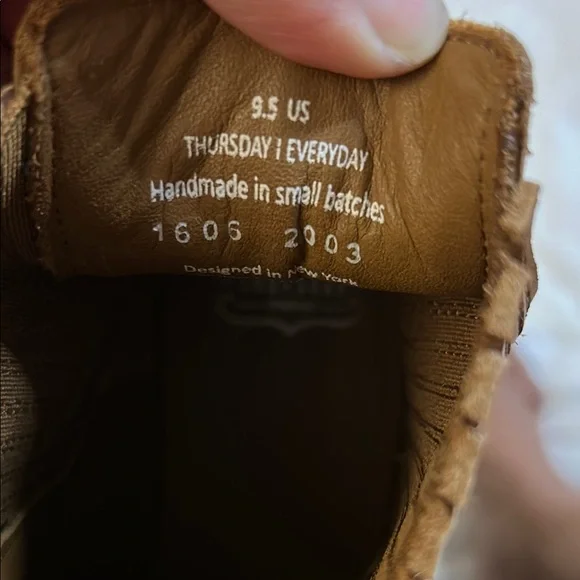 9.5 US
THURSDAY | EVERYDAY
Handmade in small batches
1606 2003
Designed in New York